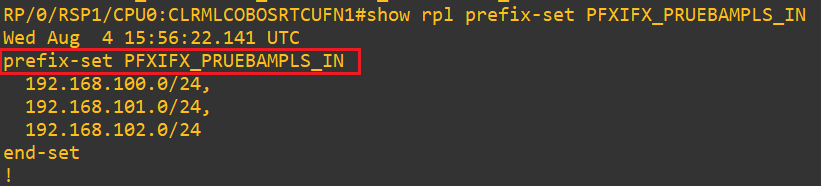 RP/0/RSP1/CPU0:CLRMLCOBOSRTCUFN1#show rpl prefix-set PFXIFX_PRUEBAMPLS_IN
Wed Aug  4 15:56:22.141 UTC
prefix-set PFXIFX_PRUEBAMPLS_IN
  192.168.100.0/24,
  192.168.101.0/24,
  192.168.102.0/24
end-set
!